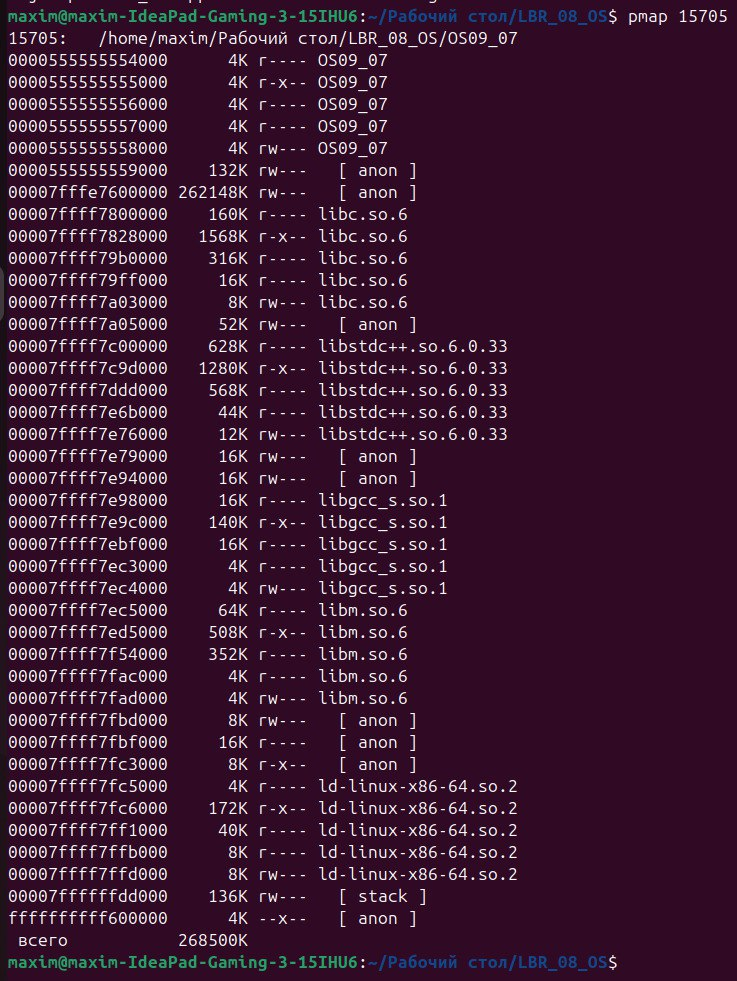 maxim@maxim-IdeaPad-Gaming-3-15IHU6:~/Рабочий стол/LBR_08_OS$ pmap 15705
15705:   /home/maxim/Рабочий стол/LBR_08_OS/OS09_07
0000555555554000      4K r---- OS09_07
0000555555555000      4K r-x-- OS09_07
0000555555556000      4K r---- OS09_07
0000555555557000      4K r---- OS09_07
0000555555558000      4K rw--- OS09_07
0000555555559000    132K rw---   [ anon ]
00007fffe7600000 262148K rw---   [ anon ]
00007ffff7800000    160K r---- libc.so.6
00007ffff7828000   1568K r-x-- libc.so.6
00007ffff79b0000    316K r---- libc.so.6
00007ffff79ff000     16K r---- libc.so.6
00007ffff7a03000      8K rw--- libc.so.6
00007ffff7a05000     52K rw---   [ anon ]
00007ffff7c00000    628K r---- libstdc++.so.6.0.33
00007ffff7c9d000   1280K r-x-- libstdc++.so.6.0.33
00007ffff7ddd000    568K r---- libstdc++.so.6.0.33
00007ffff7e6b000     44K r---- libstdc++.so.6.0.33
00007ffff7e76000     12K rw--- libstdc++.so.6.0.33
00007ffff7e79000     16K rw---   [ anon ]
00007ffff7e94000     16K rw---   [ anon ]
00007ffff7e98000     16K r---- libgcc_s.so.1
00007ffff7e9c000    140K r-x-- libgcc_s.so.1
00007ffff7ebf000     16K r---- libgcc_s.so.1
00007ffff7ec3000      4K r---- libgcc_s.so.1
00007ffff7ec4000      4K rw--- libgcc_s.so.1
00007ffff7ec5000     64K r---- libm.so.6
00007ffff7ed5000    508K r-x-- libm.so.6
00007ffff7f54000    352K r---- libm.so.6
00007ffff7fac000      4K r---- libm.so.6
00007ffff7fad000      4K rw--- libm.so.6
00007ffff7fbd000      8K rw---   [ anon ]
00007ffff7fbf000     16K r----   [ anon ]
00007ffff7fc3000      8K r-x--   [ anon ]
00007ffff7fc5000      4K r---- ld-linux-x86-64.so.2
00007ffff7fc6000    172K r-x-- ld-linux-x86-64.so.2
00007ffff7ff1000     40K r---- ld-linux-x86-64.so.2
00007ffff7ffb000      8K r---- ld-linux-x86-64.so.2
00007ffff7ffd000      8K rw--- ld-linux-x86-64.so.2
00007ffffffdd000    136K rw---   [ stack ]
ffffffffff600000      4K --x--   [ anon ]
 всего           268500K
maxim@maxim-IdeaPad-Gaming-3-15IHU6:~/Рабочий стол/LBR_08_OS$